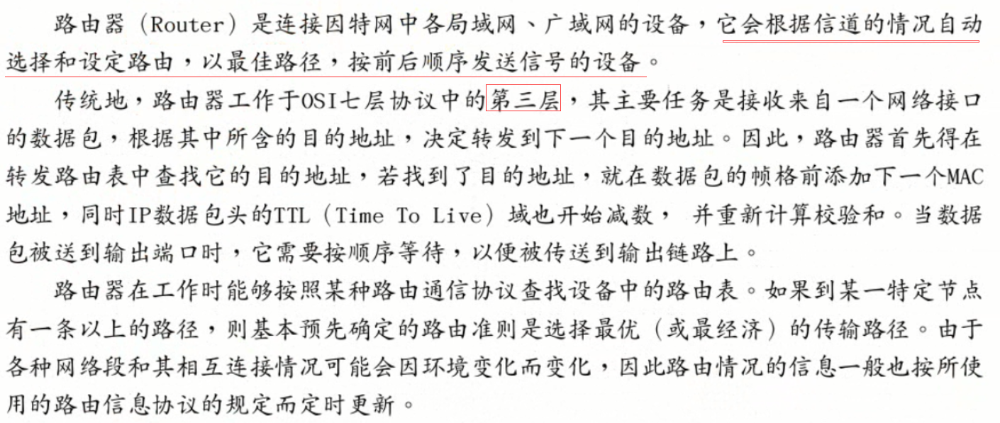 路由器（Router）是连接因特网中各局域网、广域网的设备，它会根据信道的情况自动
选择和设定路由，以最佳路径，按前后顺序发送信号的设备。
传统地，路由器工作于OSI七层协议中的第三层，其主要任务是接收来自一个网络接口
的数据包，根据其中所含的目的地址，决定转发到下一个目的地址。因此，路由器首先得在
转发路由表中查找它的目的地址，若找到了目的地址，就在数据包的帧格前添加下一个MAC
地址，同时IP数据包头的TTL（Time To Live）域也开始减数， 并重新计算校验和。当数据
包被送到输出端口时，它需要按顺序等待，以便被传送到输出链路上。
路由器在工作时能够按照某种路由通信协议查找设备中的路由表。如果到某一特定节点
有一条以上的路径，则基本预先确定的路由准则是选择最优（或最经济）的传输路径。由于
各种网络段和其相互连接情况可能会因环境变化而变化，因此路由情况的信息一般也按所使
用的路由信息协议的规定而定时更新。